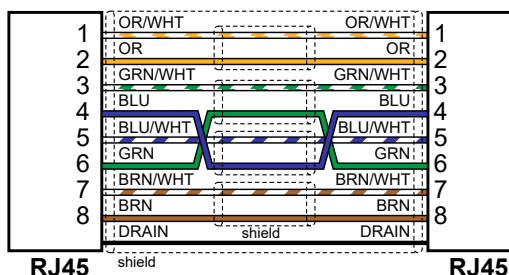 OR/WHT OR/WHT
1 1
OR OR
2 2
GRN/WHT GRN/WHT
3 3
BLU BLU
4 4
BLU/WHT BLU/WHT
5 5
GRN GRN
6 6
BRN/WHT BRN/WHT
7 7
BRN BRN
8 8
DRAIN shield DRAIN
RJ45 shield RJ45